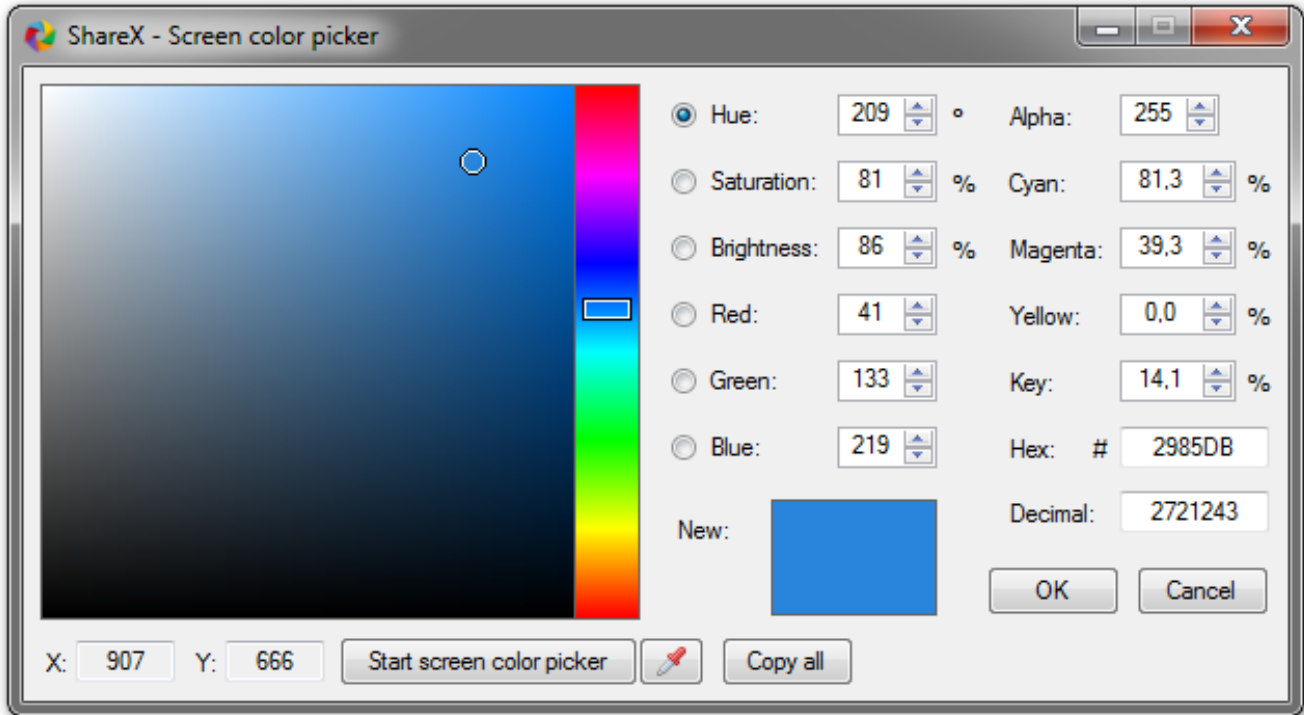 ShareX - Screen color picker
Hue: 209 ° Alpha: 255
Saturation: 81 % Cyan: 81,3 %
Brightness: 86 % Magenta: 39,3 %
Red: 41 Yellow: 0,0 %
Green: 133 Key: 14,1 %
Blue: 219 Hex: # 2985DB
New: Decimal: 2721243
OK Cancel
X: 907 Y: 666 Start screen color picker Copy all